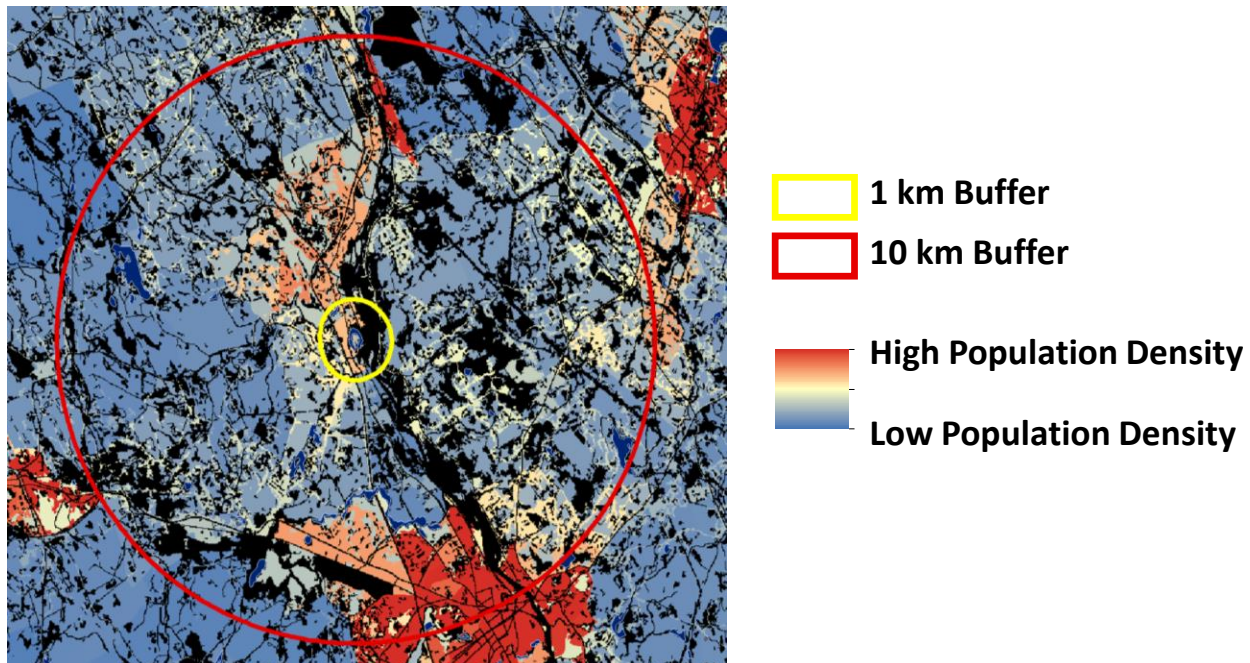 1 km Buffer
10 km Buffer
High Population Density
Low Population Density